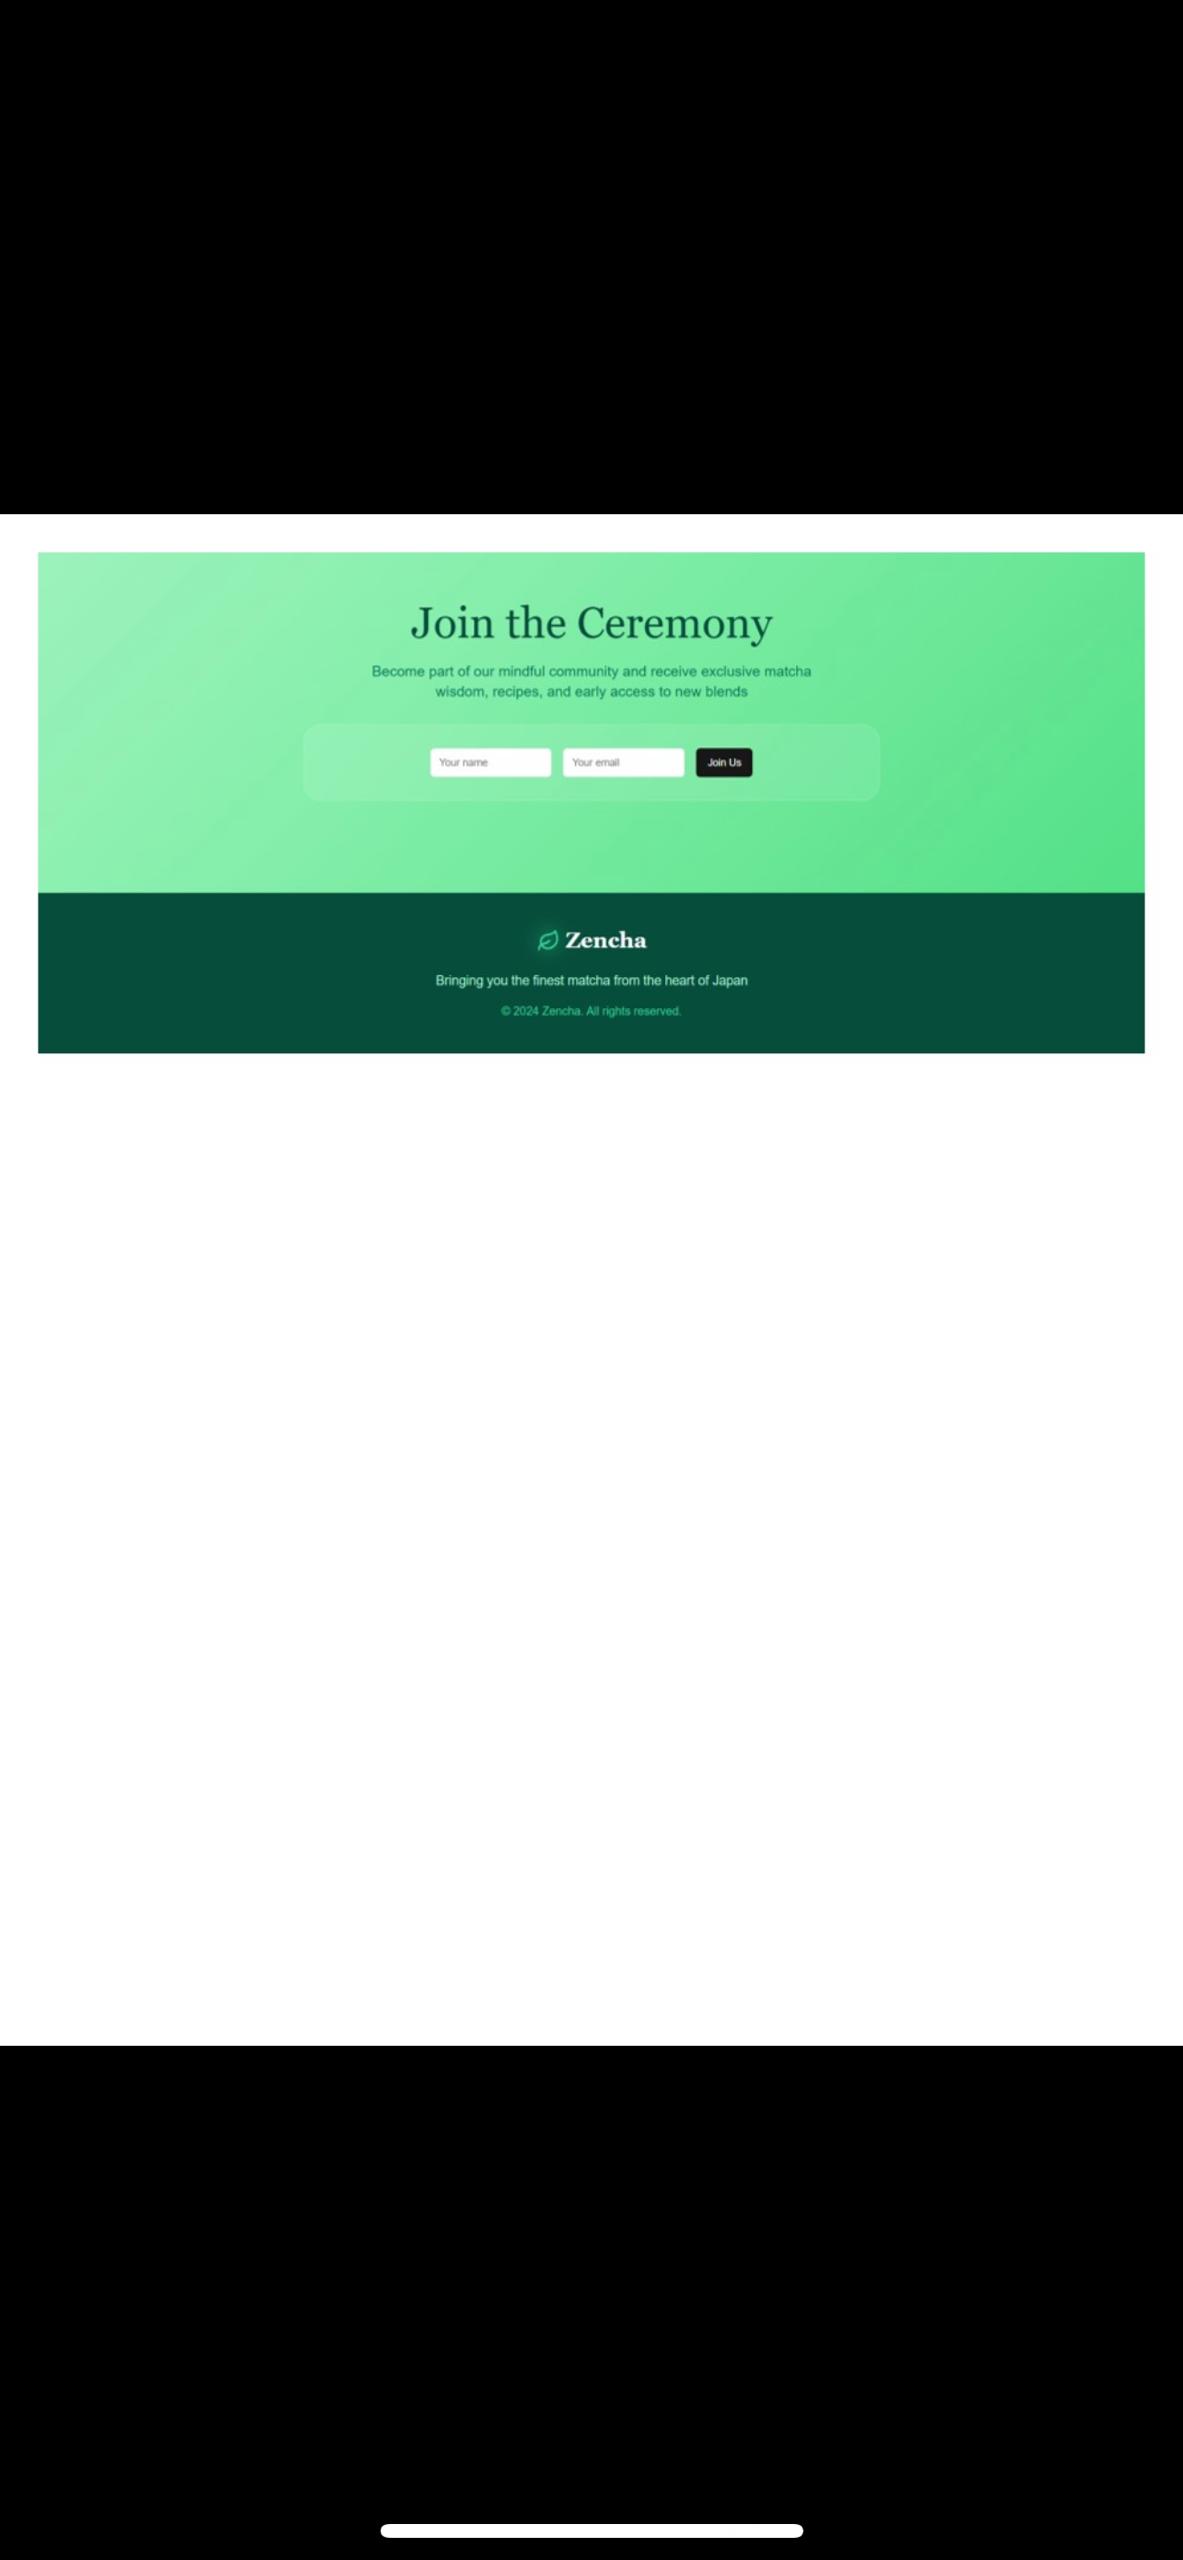 Join the Ceremony
Become part of our mindful community and receive exclusive matcha
wisdom, recipes, and early access to new blends
Your name
Your email
Join Us
Zencha
Bringing you the finest matcha from the heart of Japan
© 2024 Zencha. All rights reserved.